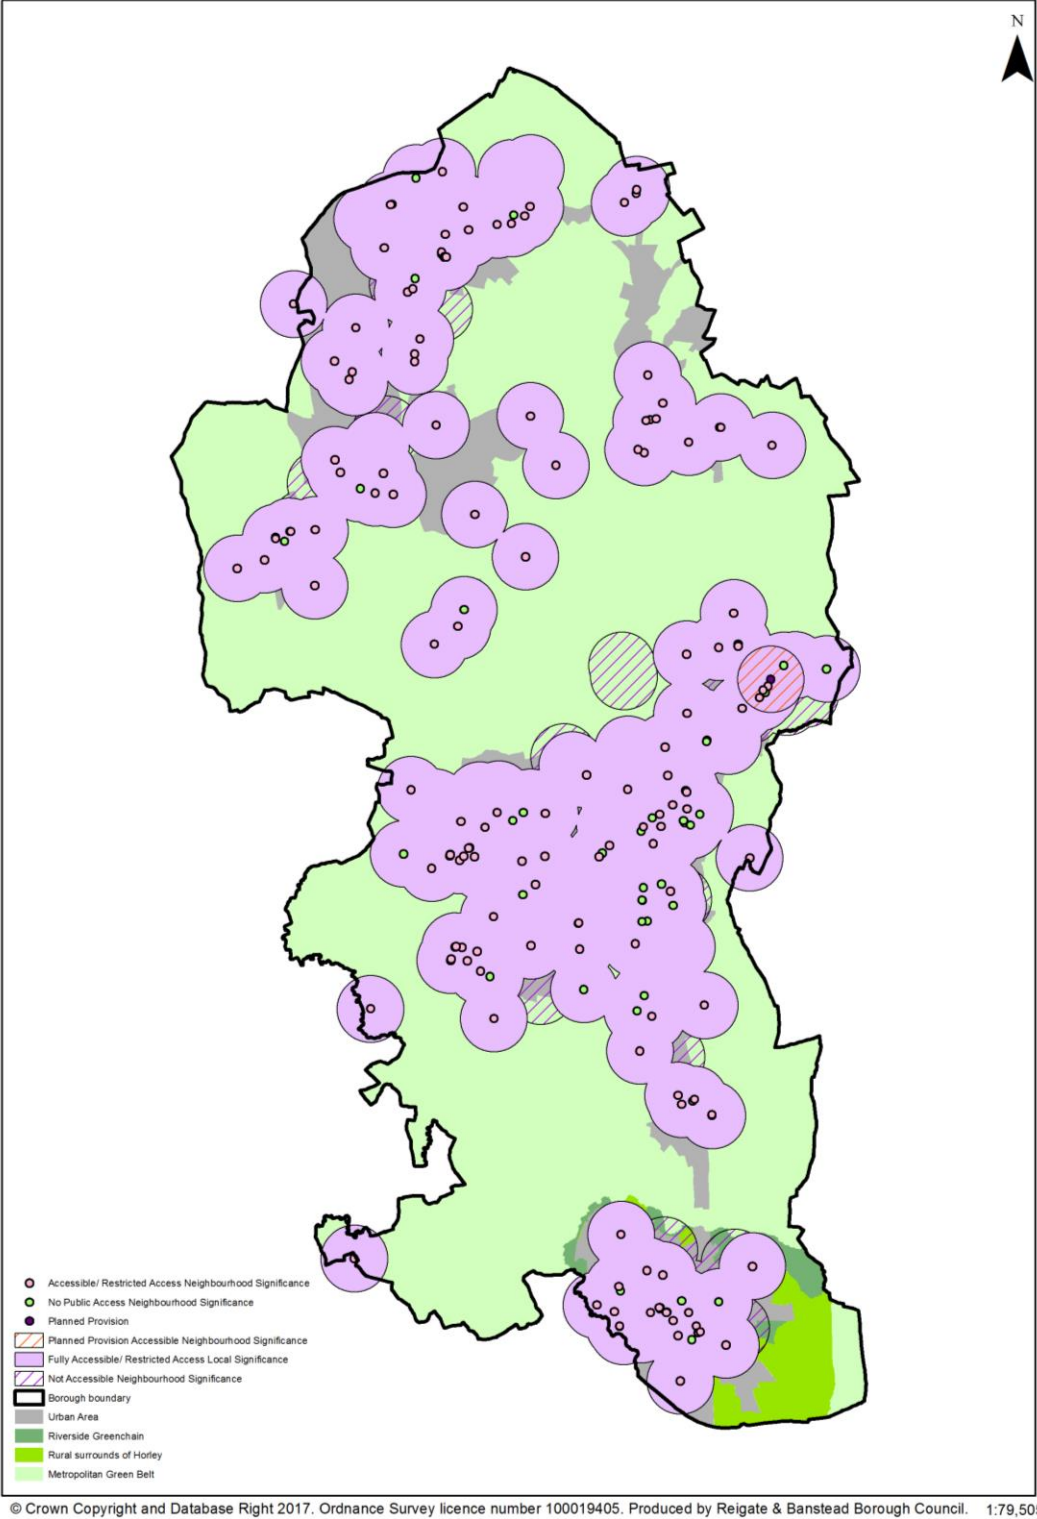 N
Accessible/ Restricted Access Neighbourhood Significance
No Public Access Neighbourhood Significance
Planned Provision
Planned Provision Accessible Neighbourhood Significance
Fully Accessible/ Restricted Access Local Significance
Not Accessible Neighbourhood Significance
Borough boundary
Urban Area
Riverside Greenchain
Rural surrounds of Horley
Metropolitan Green Belt
© Crown Copyright and Database Right 2017. Ordnance Survey licence number 100019405. Produced by Reigate & Banstead Borough Council.